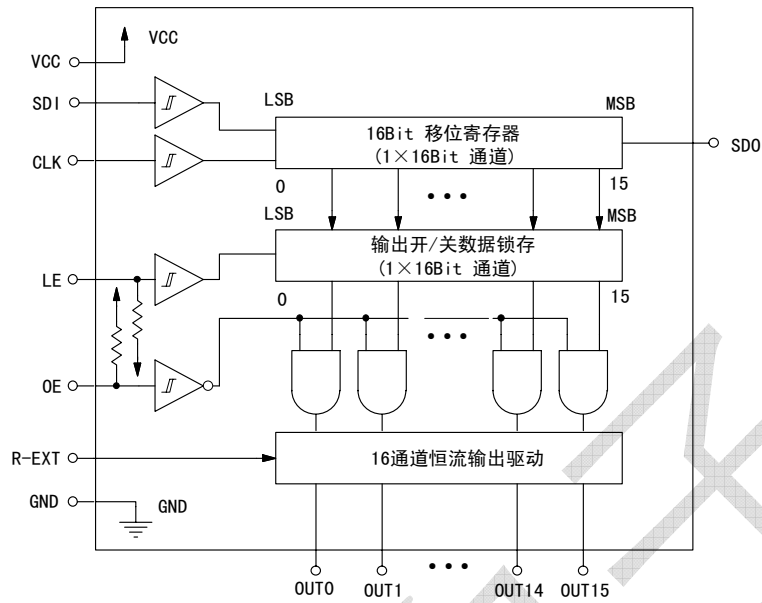 VCC
VCC
SDI
LSB
MSB
16Bit 移位寄存器
(1×16Bit 通道)
SDO
CLK
0
•••
15
LSB
MSB
输出开/关数据锁存
(1×16Bit 通道)
LE
0
•••
15
OE
R-EXT
16通道恒流输出驱动
GND
GND
•••
OUT0
OUT1
OUT14
OUT15